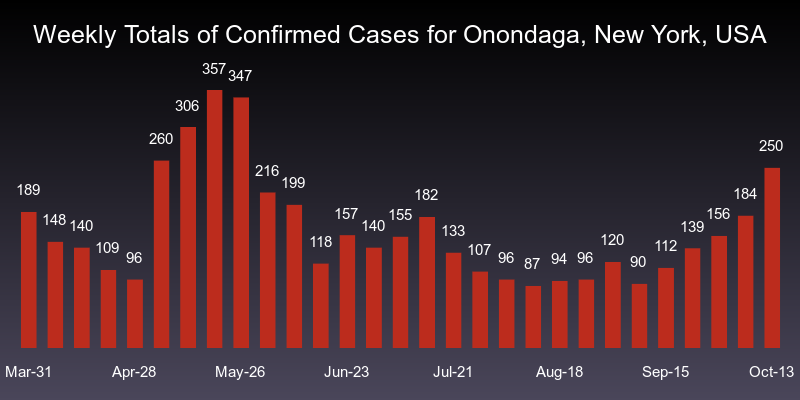 Weekly Totals of Confirmed Cases for Onondaga, New York, USA
189 148 140 109 96 260 306 357 347 216 199 118 157 140 155 182 133 107 96 87 94 96 120 90 112 139 156 184 250
Mar-31 Apr-28 May-26 Jun-23 Jul-21 Aug-18 Sep-15 Oct-13